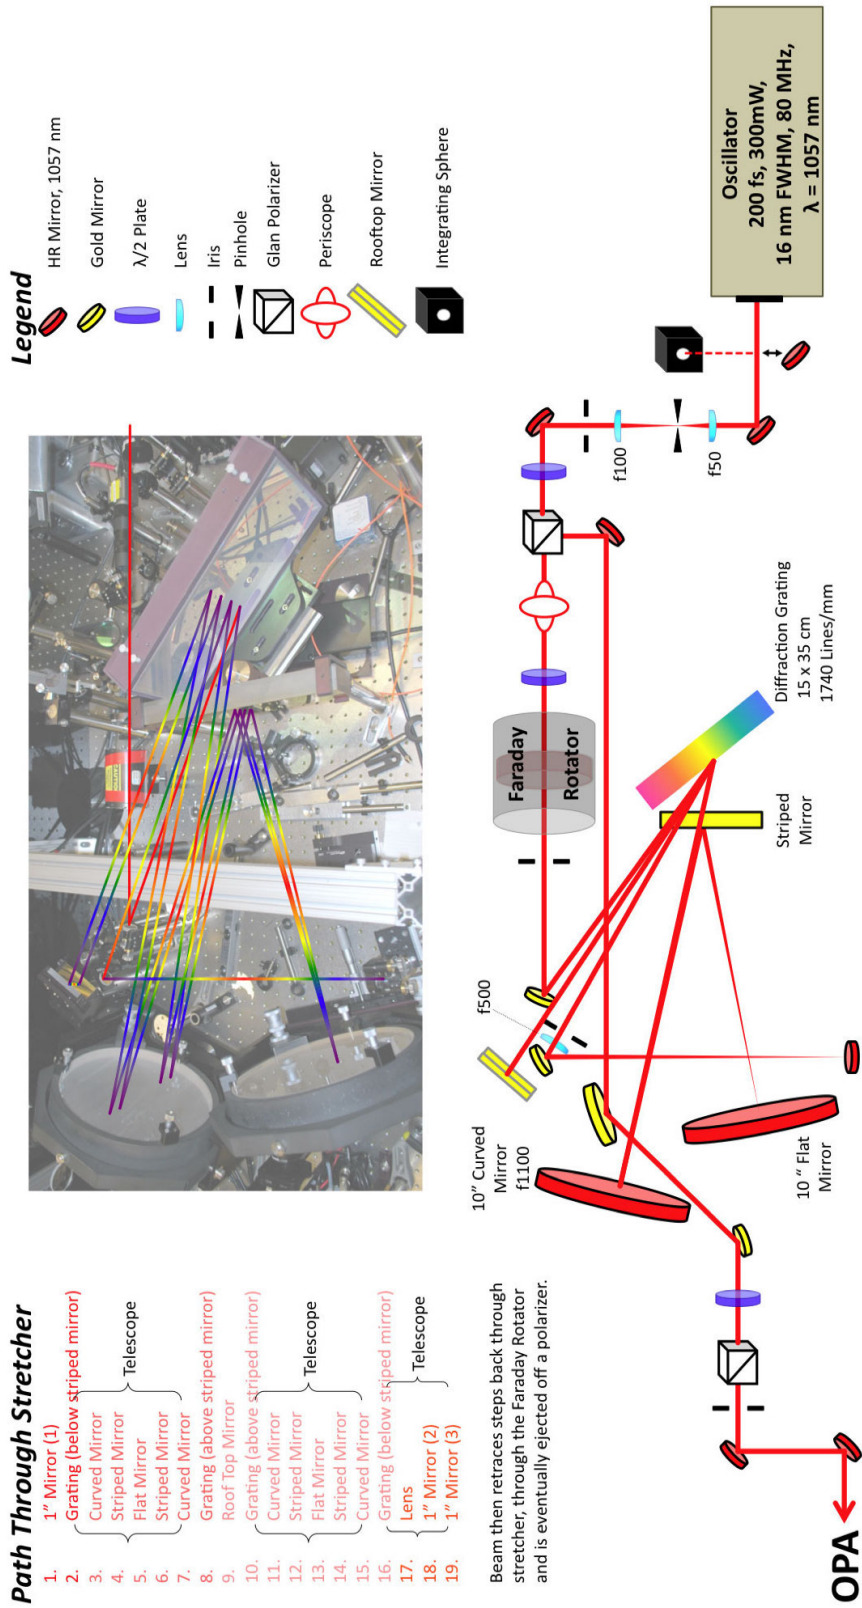 Path Through Stretcher
1. 1" Mirror (1)
2. Grating (below striped mirror)
3. Curved Mirror
4. Striped Mirror
5. Flat Mirror
6. Striped Mirror
7. Curved Mirror
Telescope
8. Grating (above striped mirror)
9. Roof Top Mirror
10. Grating (above striped mirror)
11. Curved Mirror
12. Striped Mirror
13. Flat Mirror
14. Striped Mirror
15. Curved Mirror
Telescope
16. Grating (below striped mirror)
17. Lens
18. 1" Mirror (2)
19. 1" Mirror (3)
Telescope
Beam then retraces steps back through
stretcher, through the Faraday Rotator
and is eventually ejected off a polarizer.
Legend
HR Mirror, 1057 nm
Gold Mirror
λ/2 Plate
Lens
Iris
Pinhole
Glan Polarizer
Periscope
Rooftop Mirror
Integrating Sphere
10" Curved
Mirror
f1100
f500
Faraday
Rotator
f100
f50
Oscillator
200 fs, 300mW,
16 nm FWHM, 80 MHz,
λ = 1057 nm
10 " Flat
Mirror
Striped
Mirror
Diffraction Grating
15 x 35 cm
1740 Lines/mm
OPA